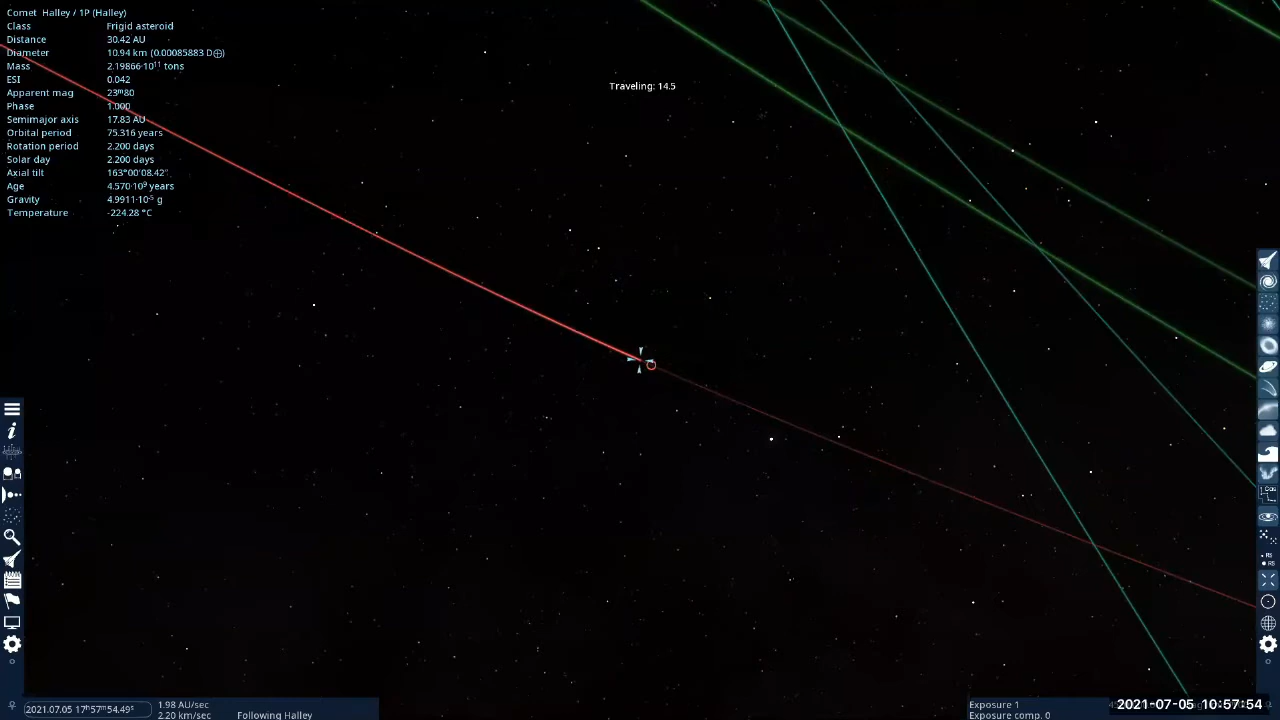 Comet Halley / 1P (Halley)
Class Frigid asteroid
Distance 30.42 AU
Diameter 10.94 km (0.00085883 D⊕)
Mass 2.19866·10¹¹ tons
ESI 0.042
Apparent mag 23ᵐ80
Phase 1.000
Semimajor axis 17.83 AU
Orbital period 75.316 years
Rotation period 2.200 days
Solar day 2.200 days
Axial tilt 163°00'08.42"
Age 4.570·10⁹ years
Gravity 4.9911·10⁻⁵ g
Temperature -224.28 °C
Traveling: 14.5
Gas
RS
RS
2021.07.05 17ʰ57ᵐ54.49ˢ
1.98 AU/sec
2.20 km/sec
Following Halley
Exposure 1
Exposure comp. 0
2021-07-05 10:57:54